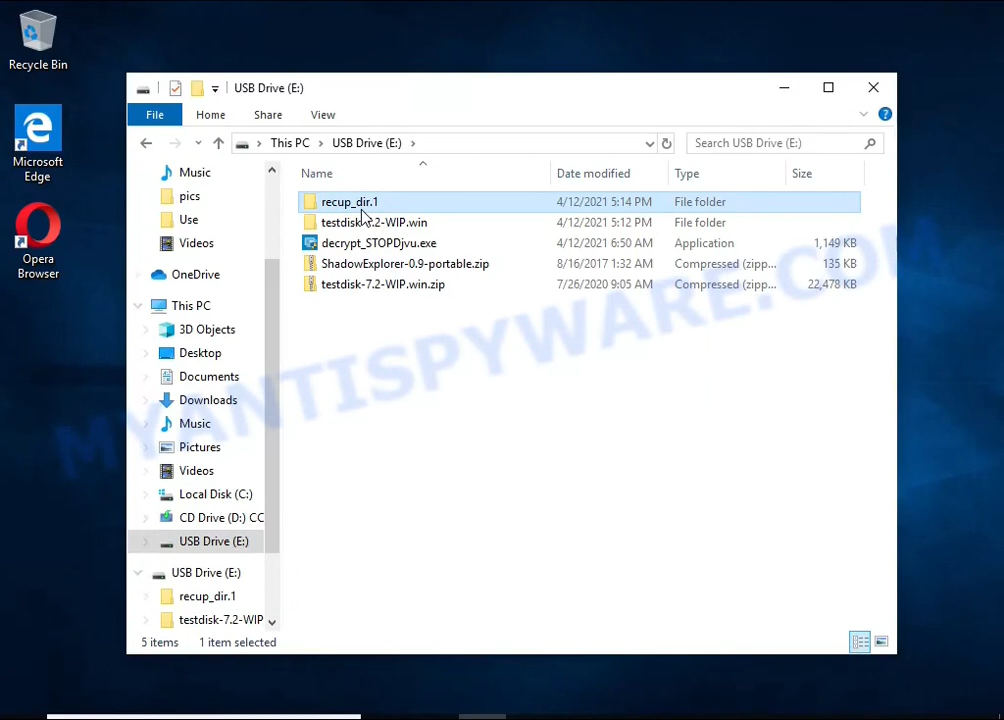 Recycle Bin
Microsoft
Edge
Opera
Browser
USB Drive (E:)
File Home Share View
This PC USB Drive (E:)
Search USB Drive (E:)
Music
pics
Use
Videos
OneDrive
This PC
3D Objects
Desktop
Documents
Downloads
Music
Pictures
Videos
Local Disk (C:)
CD Drive (D:) CC
USB Drive (E:)
USB Drive (E:)
recup_dir.1
testdisk-7.2-WIP
Name Date modified Type Size
recup_dir.1 4/12/2021 5:14 PM File folder
testdisk-7.2-WIP.win 4/12/2021 5:12 PM File folder
decrypt_STOPDjvu.exe 4/12/2021 6:50 AM Application 1,149 KB
ShadowExplorer-0.9-portable.zip 8/16/2017 1:32 AM Compressed (zipp... 135 KB
testdisk-7.2-WIP.win.zip 7/26/2020 9:05 AM Compressed (zipp... 22,478 KB
MYANTISPYWARE.COM
5 items 1 item selected